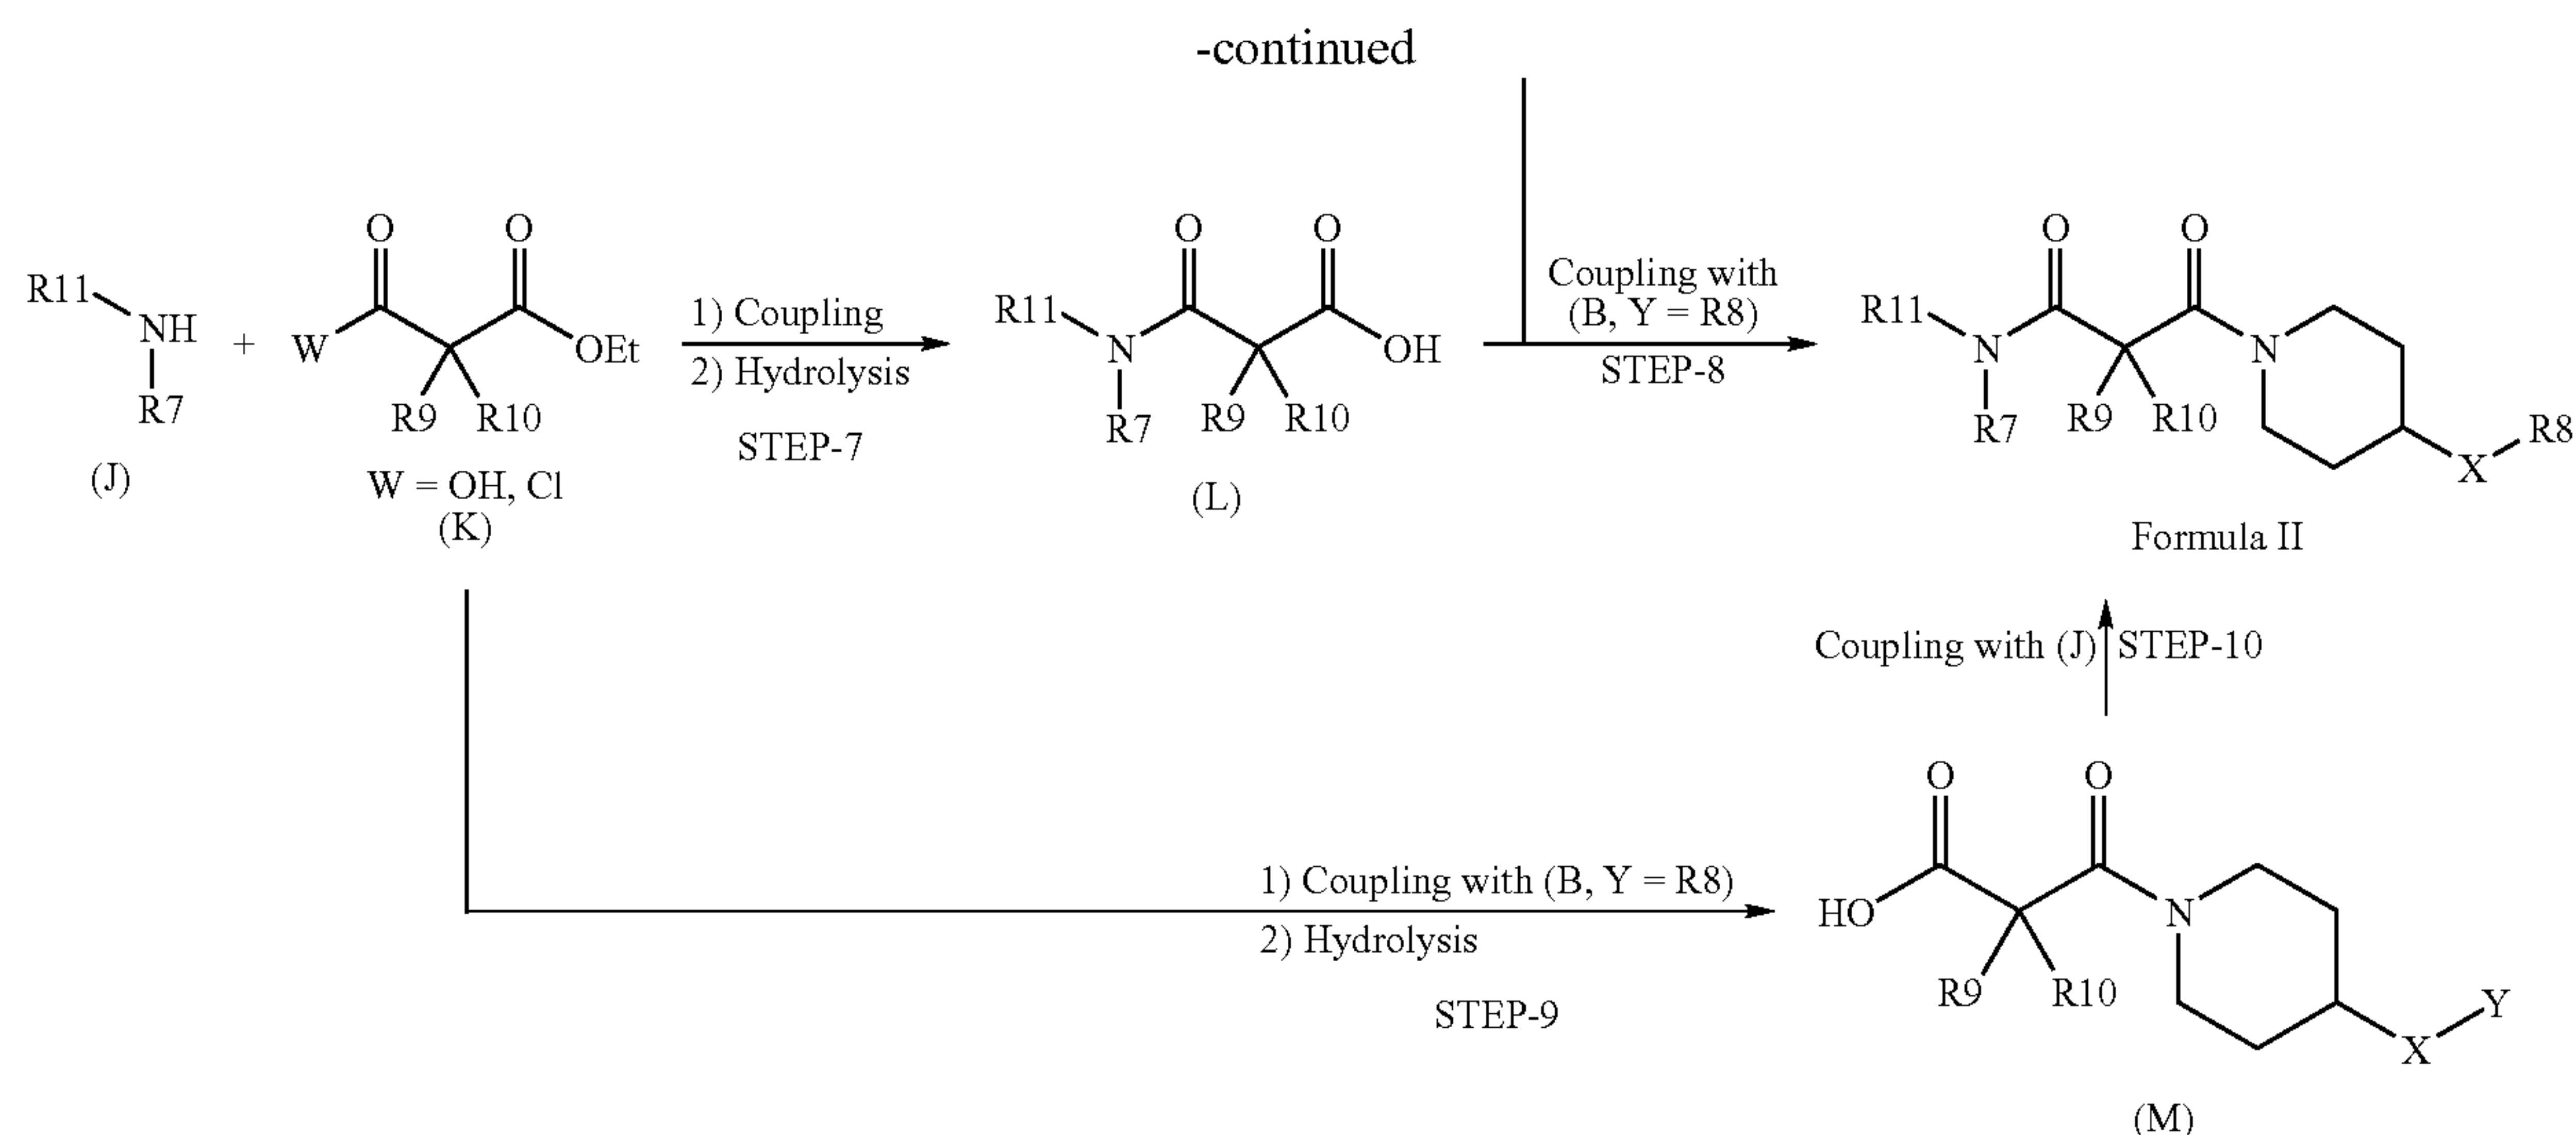 -continued
O O
R11 NH + W OEt
R7 R9 R10
(J)
W = OH, Cl
(K)
1) Coupling
2) Hydrolysis
STEP-7
O O
R11 N OH
R7 R9 R10
(L)
Coupling with
(B, Y = R8)
STEP-8
O O
R11 N N
R7 R9 R10 X R8
Formula II
Coupling with (J) STEP-10
1) Coupling with (B, Y = R8)
2) Hydrolysis
STEP-9
O O
HO N
R9 R10 X Y
(M)